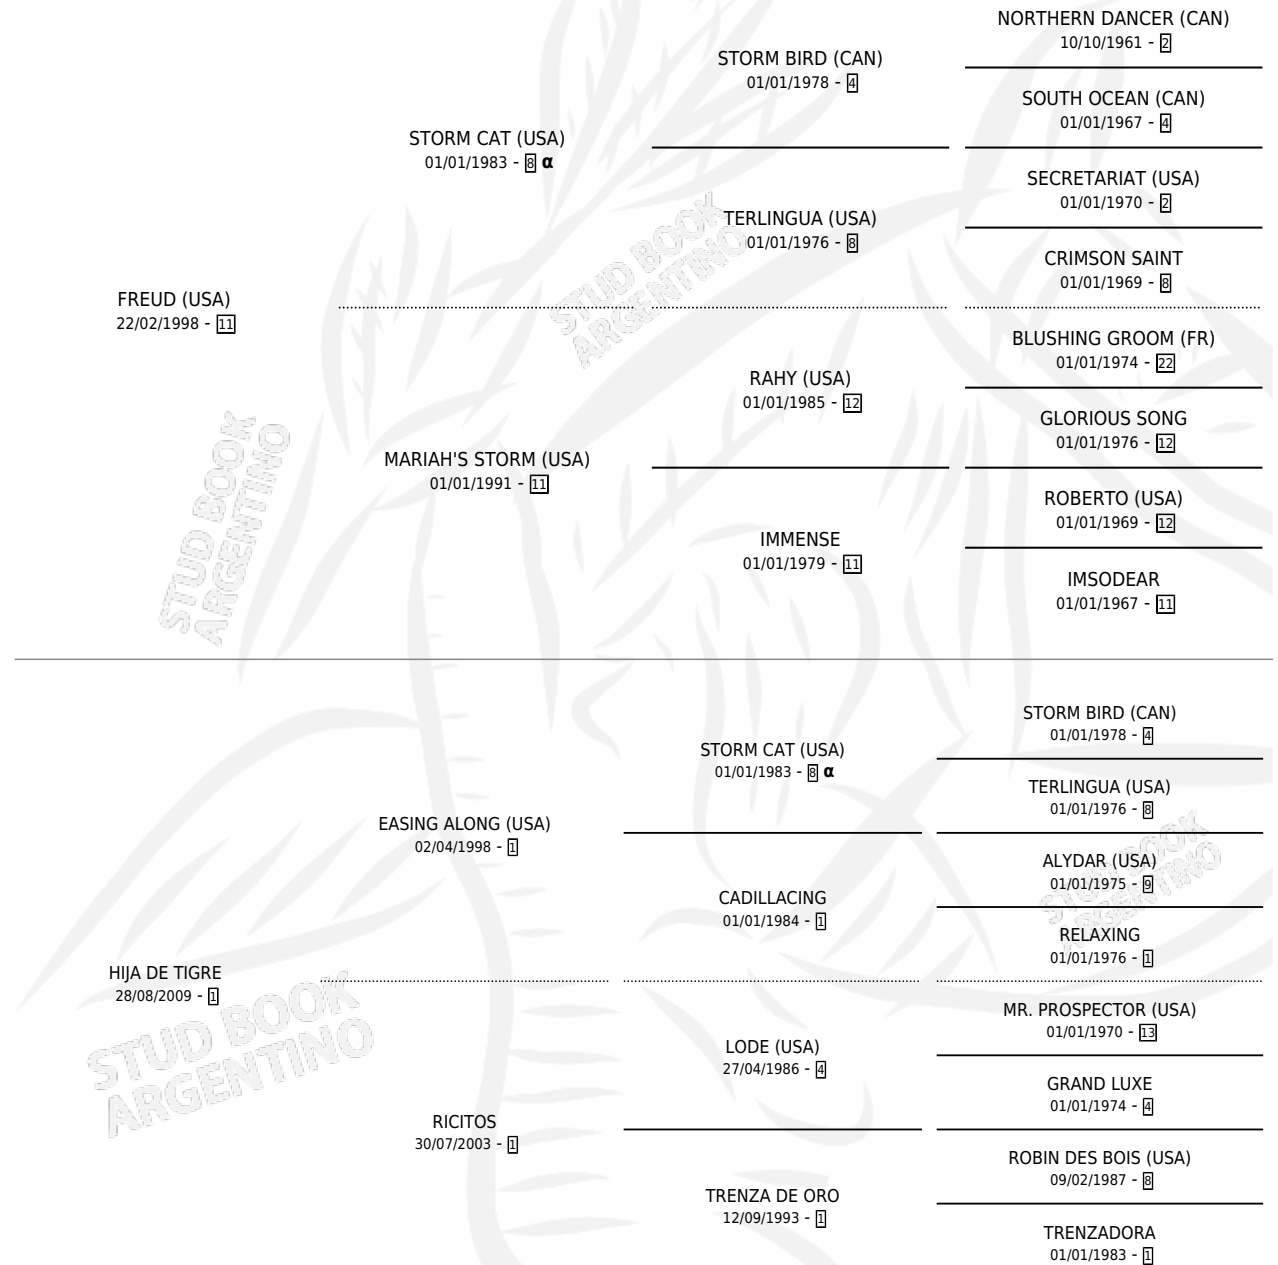 NORTHERN DANCER (CAN)
10/10/1961 - 2
STORM BIRD (CAN)
01/01/1978 - 4
SOUTH OCEAN (CAN)
01/01/1967 - 4
STORM CAT (USA)
01/01/1983 - 8 α
SECRETARIAT (USA)
01/01/1970 - 2
TERLINGUA (USA)
01/01/1976 - 8
CRIMSON SAINT
01/01/1969 - 8
FREUD (USA)
22/02/1998 - 11
BLUSHING GROOM (FR)
01/01/1974 - 22
RAHY (USA)
01/01/1985 - 12
GLORIOUS SONG
01/01/1976 - 12
MARIAH'S STORM (USA)
01/01/1991 - 11
ROBERTO (USA)
01/01/1969 - 12
IMMENSE
01/01/1979 - 11
IMSODEAR
01/01/1967 - 11
STORM BIRD (CAN)
01/01/1978 - 4
STORM CAT (USA)
01/01/1983 - 8 α
TERLINGUA (USA)
01/01/1976 - 8
EASING ALONG (USA)
02/04/1998 - 1
ALYDAR (USA)
01/01/1975 - 9
CADILLACING
01/01/1984 - 1
RELAXING
01/01/1976 - 1
HIJA DE TIGRE
28/08/2009 - 1
MR. PROSPECTOR (USA)
01/01/1970 - 13
LODE (USA)
27/04/1986 - 4
GRAND LUXE
01/01/1974 - 4
RICITOS
30/07/2003 - 1
ROBIN DES BOIS (USA)
09/02/1987 - 8
TRENZA DE ORO
12/09/1993 - 1
TRENZADORA
01/01/1983 - 1
STUD BOOK
ARGENTINO
STUD BOOK
ARGENTINO
STUD BOOK
ARGENTINO
STUD BOOK
ARGENTINO